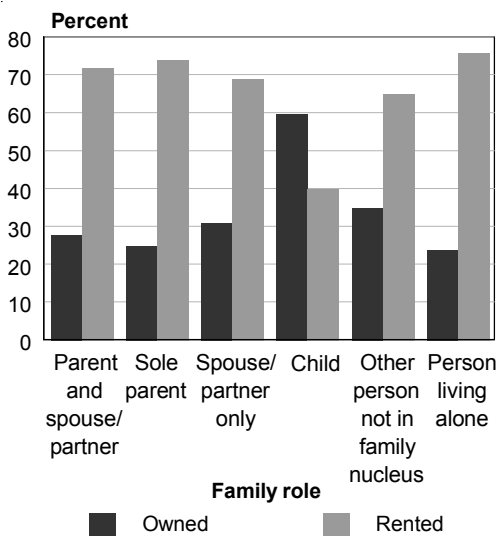 Percent
80
70
60
50
40
30
20
10
0
Parent and spouse/ partner
Sole parent
Spouse/ partner only
Child
Other person not in family nucleus
Person living alone
Family role
Owned
Rented